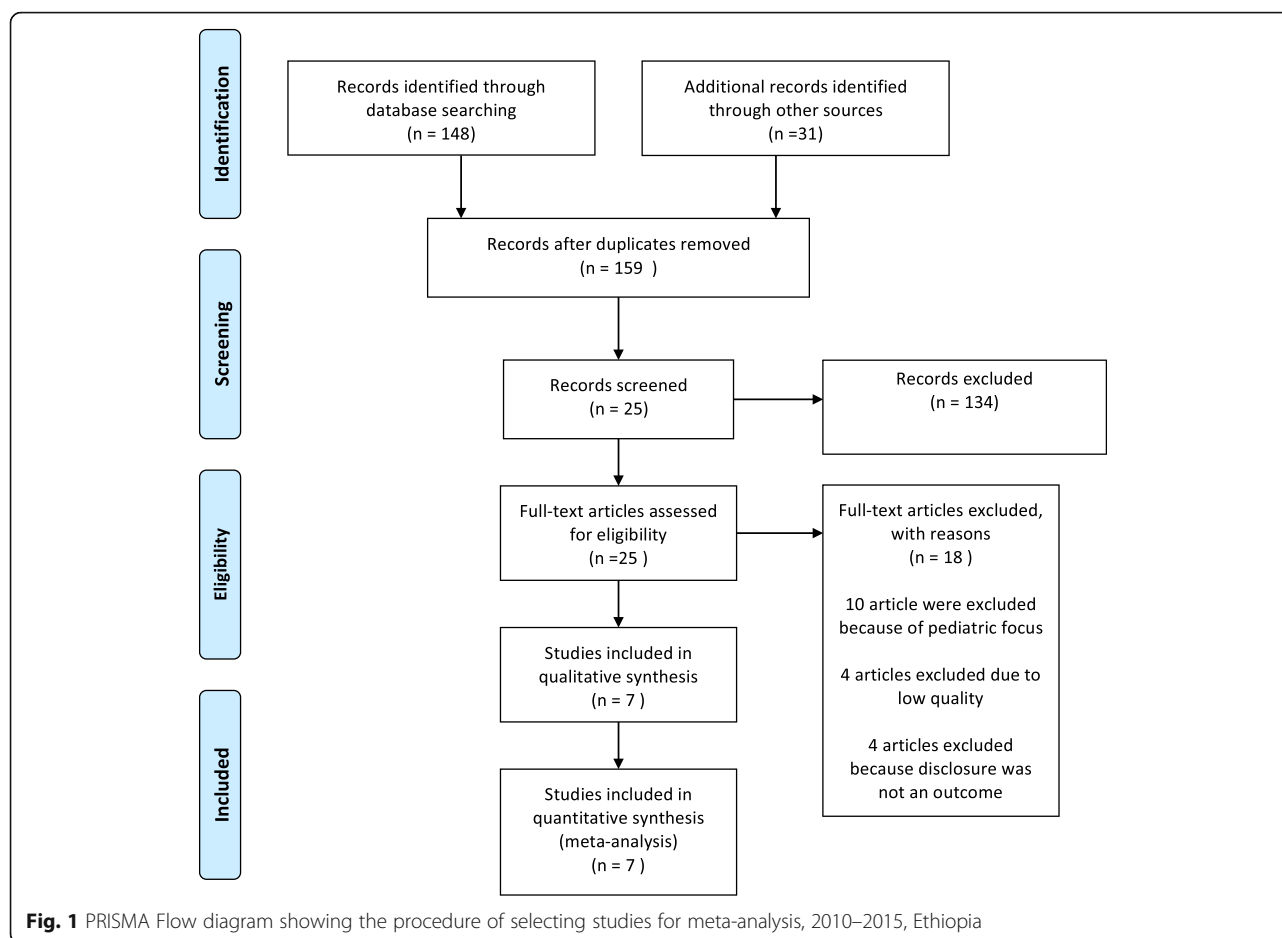 Identification
Records identified through
database searching
(n = 148)
Additional records identified
through other sources
(n =31)
Records after duplicates removed
(n = 159  )
Screening
Records screened
(n = 25)
Records excluded
(n = 134)
Eligibility
Full-text articles assessed
for eligibility
(n =25 )
Full-text articles excluded,
with reasons
(n = 18 )
10 article were excluded
because of pediatric focus
4 articles excluded due to
low quality
4 articles excluded
because disclosure was
not an outcome
Studies included in
qualitative synthesis
(n = 7 )
Included
Studies included in
quantitative synthesis
(meta-analysis)
(n = 7 )
Fig. 1 PRISMA Flow diagram showing the procedure of selecting studies for meta-analysis, 2010–2015, Ethiopia